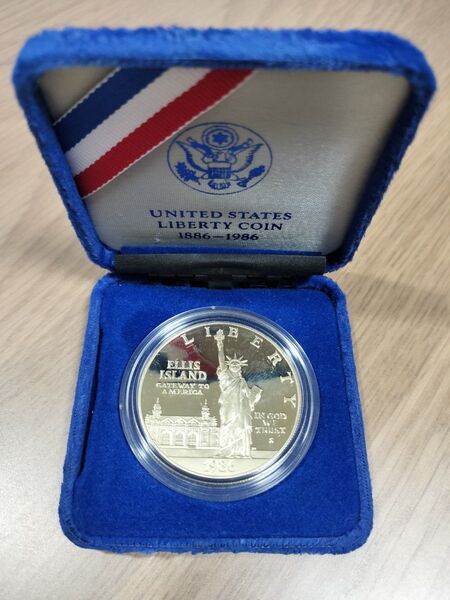 UNITED STATES
LIBERTY COIN
1886–1986
LIBERTY
ELLIS
ISLAND
GATEWAY TO
AMERICA
IN GOD
WE
TRUST
S
1986